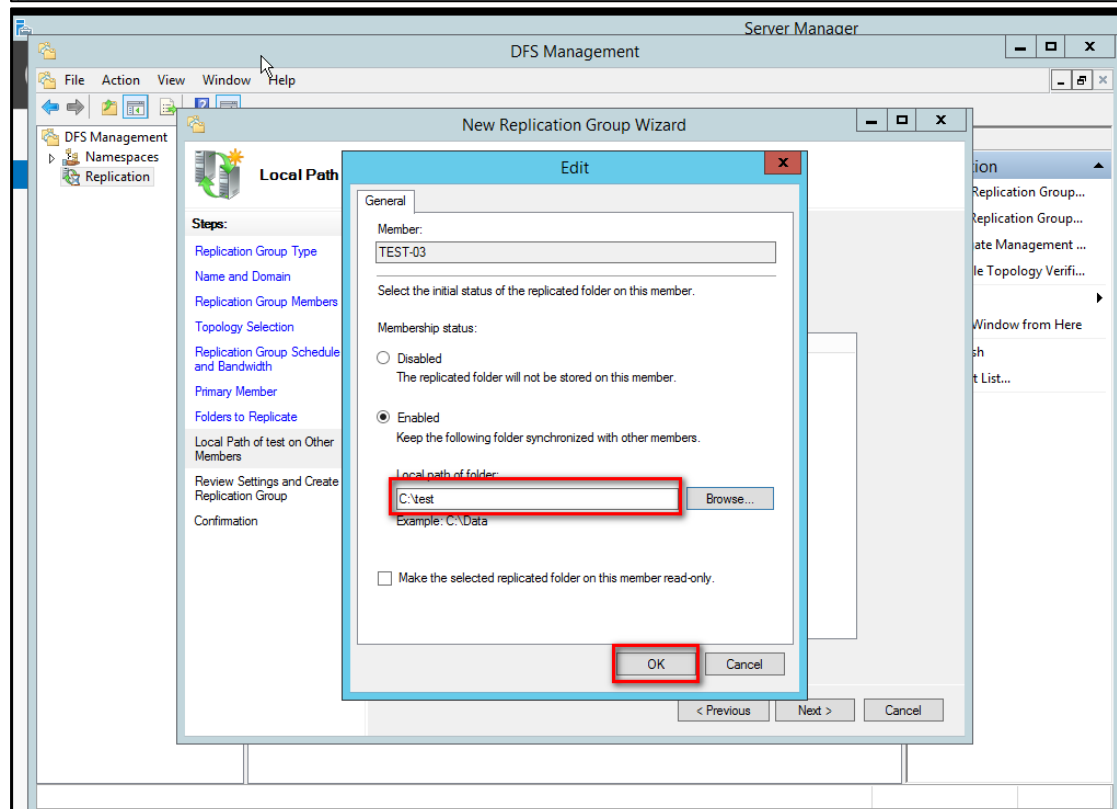 Server Manager
DFS Management
File Action View Window Help
DFS Management
Namespaces
Replication
New Replication Group Wizard
Local Path
Steps:
Replication Group Type
Name and Domain
Replication Group Members
Topology Selection
Replication Group Schedule
and Bandwidth
Primary Member
Folders to Replicate
Local Path of test on Other
Members
Review Settings and Create
Replication Group
Confirmation
Edit
General
Member:
TEST-03
Select the initial status of the replicated folder on this member.
Membership status:
Disabled
The replicated folder will not be stored on this member.
Enabled
Keep the following folder synchronized with other members.
Local path of folder:
C:\test
Browse...
Example: C:\Data
Make the selected replicated folder on this member read-only.
OK Cancel
< Previous Next > Cancel
ion
Replication Group...
Replication Group...
ate Management ...
le Topology Verifi...
Window from Here
sh
t List...